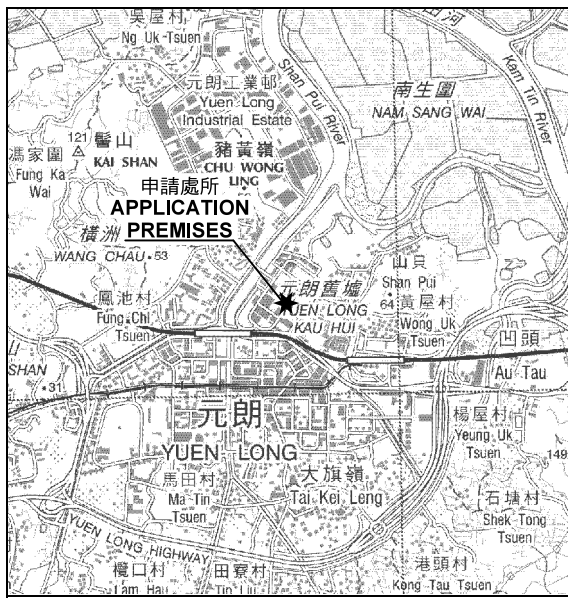 吳屋村
Ng Uk Tsuen
元朗工業邨
Yuen Long
Industrial Estate
Shan Pui River
Kam Tin River
南生圍
NAM SANG WAI
髻山
121
KAI SHAN
馮家圍
Fung Ka
Wai
豬黃嶺
CHU WONG
LING
申請處所
APPLICATION
PREMISES
橫洲
WANG CHAU
53
元朗舊墟
YUEN LONG
KAU HUI
山貝
Shan Pui
64
黃屋村
Wong Uk
Tsuen
鳳池村
Fung Chi
Tsuen
凹頭
Au Tau
SHAN
31
元朗
YUEN LONG
楊屋村
Yeung Uk
Tsuen
149
馬田村
Ma Tin
Tsuen
大旗嶺
Tai Kei Leng
石塘村
Shek Tong
Tsuen
YUEN LONG HIGHWAY
欖口村
Lam Hau
田寮村
Tin Liu
港頭村
Kong Tau Tsuen